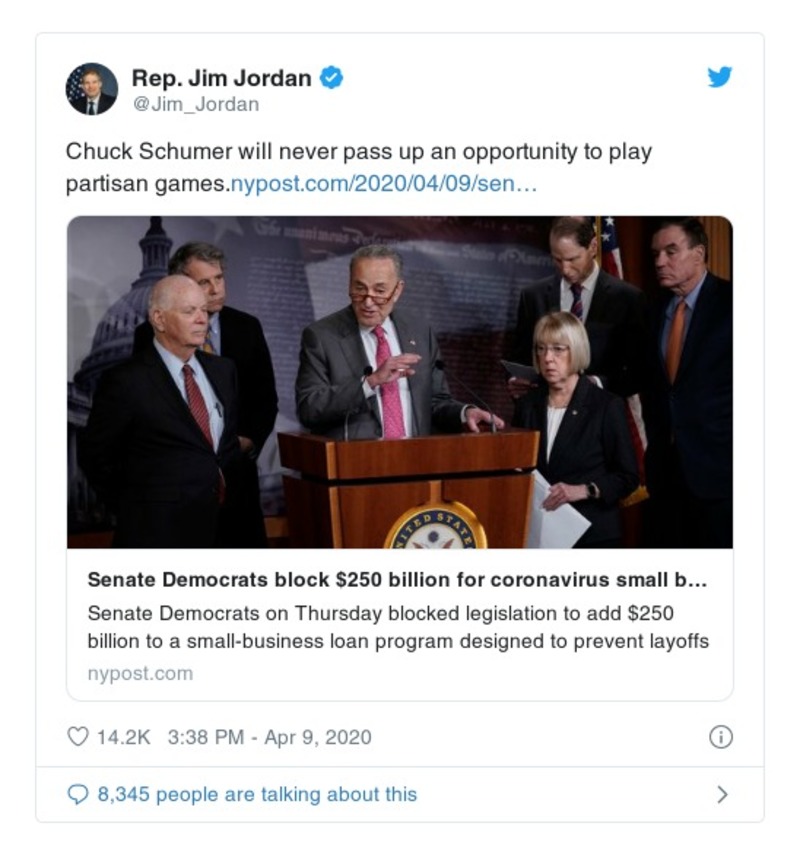 Rep. Jim Jordan
@Jim_Jordan
Chuck Schumer will never pass up an opportunity to play
partisan games.nypost.com/2020/04/09/sen…
Senate Democrats block $250 billion for coronavirus small b...
Senate Democrats on Thursday blocked legislation to add $250
billion to a small-business loan program designed to prevent layoffs
nypost.com
14.2K 3:38 PM - Apr 9, 2020
8,345 people are talking about this